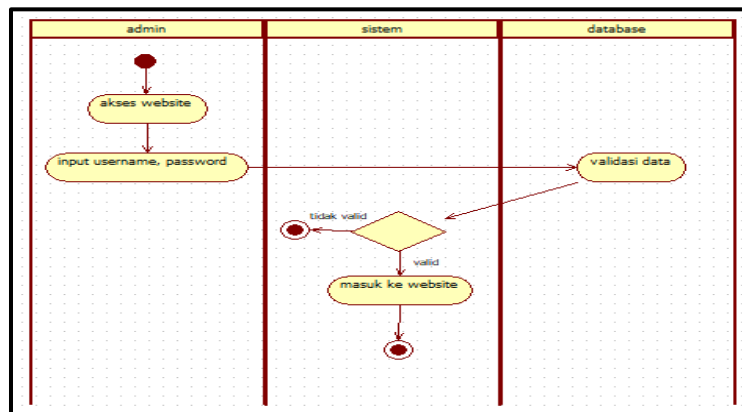 admin
sistem
database
akses website
input username, password
validasi data
tidak valid
valid
masuk ke website